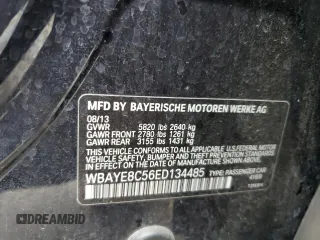 MFD BY BAYERISCHE MOTOREN WERKE AG
08/13
GVWR 5820 lbs 2640 kg
GAWR FRONT 2780 lbs 1261 kg
GAWR REAR 3155 lbs 1431 kg
THIS VEHICLE CONFORMS TO ALL APPLICABLE
FEDERAL MOTOR VEHICLE SAFETY, BUMPER,
AND THEFT PREVENTION STANDARDS IN
EFFECT ON THE DATE OF MANUFACTURE
SHOWN ABOVE.
WBAYE8C56ED134485 TYPE: PASSENGER CAR
DREAMBID